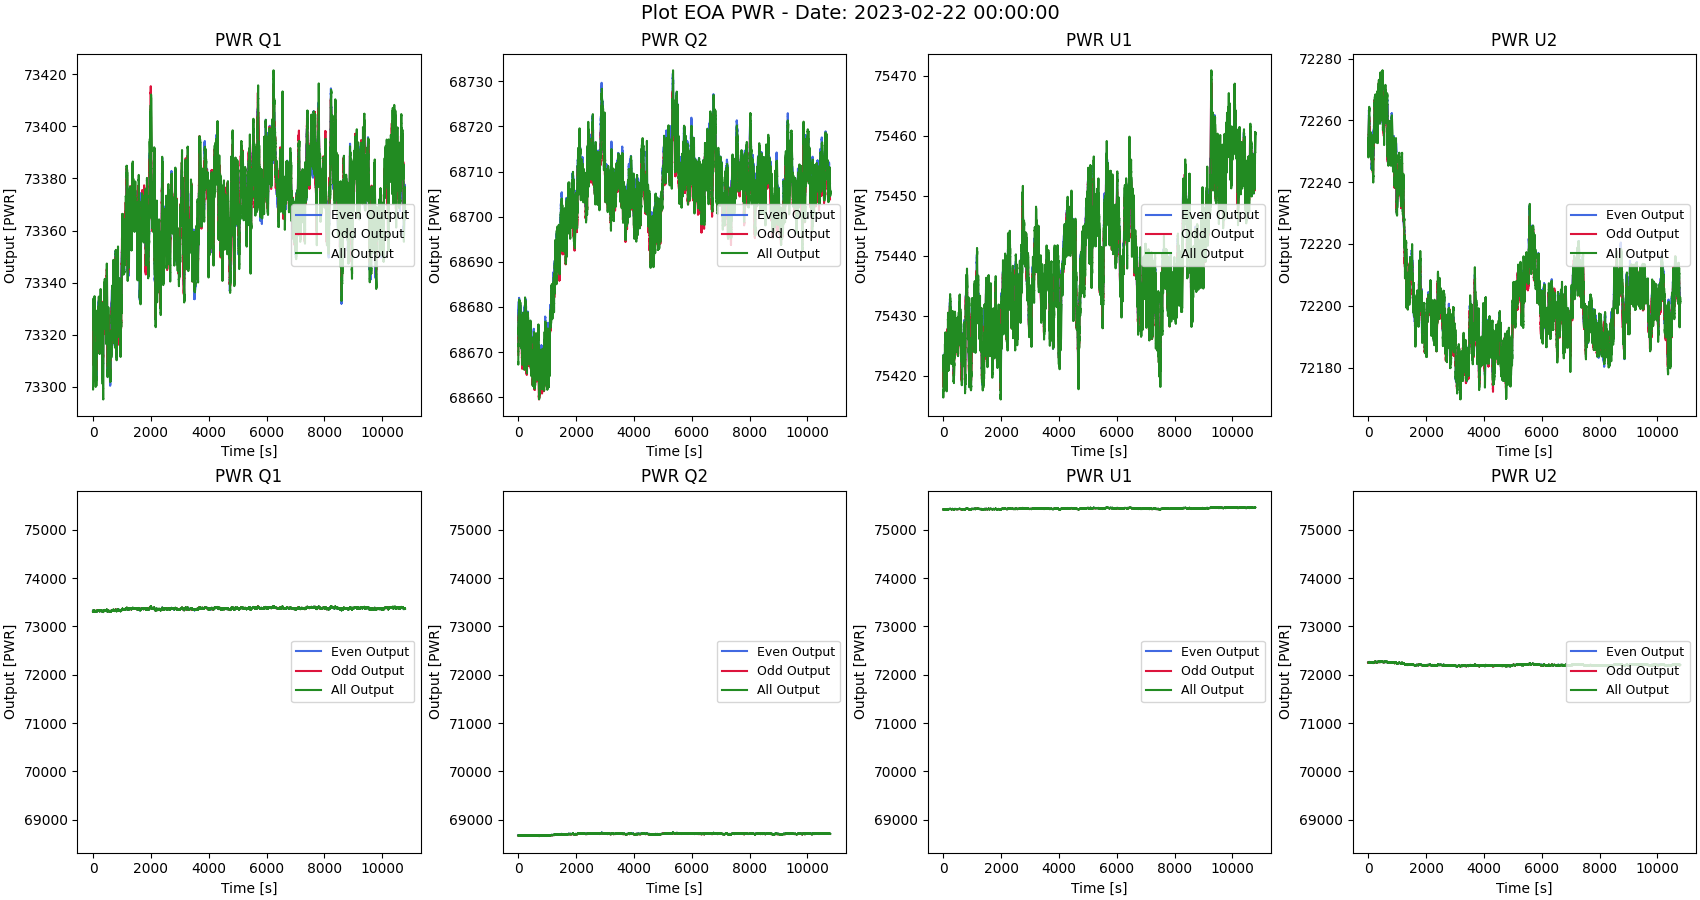 Plot EOA PWR - Date: 2023-02-22 00:00:00
PWR Q1
Output [PWR]
73420
73400
73380
73360
73340
73320
73300
Even Output
Odd Output
All Output
0 2000 4000 6000 8000 10000
Time [s]
PWR Q2
Output [PWR]
68730
68720
68710
68700
68690
68680
68670
68660
Even Output
Odd Output
All Output
0 2000 4000 6000 8000 10000
Time [s]
PWR U1
Output [PWR]
75470
75460
75450
75440
75430
75420
Even Output
Odd Output
All Output
0 2000 4000 6000 8000 10000
Time [s]
PWR U2
Output [PWR]
72280
72260
72240
72220
72200
72180
Even Output
Odd Output
All Output
0 2000 4000 6000 8000 10000
Time [s]
PWR Q1
Output [PWR]
75000
74000
73000
72000
71000
70000
69000
Even Output
Odd Output
All Output
0 2000 4000 6000 8000 10000
Time [s]
PWR Q2
Output [PWR]
75000
74000
73000
72000
71000
70000
69000
Even Output
Odd Output
All Output
0 2000 4000 6000 8000 10000
Time [s]
PWR U1
Output [PWR]
75000
74000
73000
72000
71000
70000
69000
Even Output
Odd Output
All Output
0 2000 4000 6000 8000 10000
Time [s]
PWR U2
Output [PWR]
75000
74000
73000
72000
71000
70000
69000
Even Output
Odd Output
All Output
0 2000 4000 6000 8000 10000
Time [s]